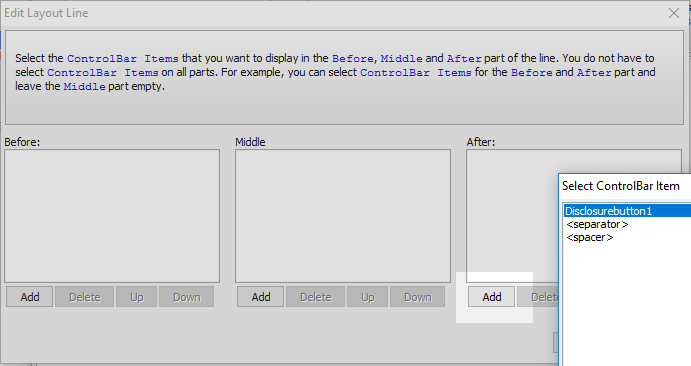 Edit Layout Line
Select the ControlBar Items that you want to display in the Before, Middle and After part of the line. You do not have to
select ControlBar Items on all parts. For example, you can select ControlBar Items for the Before and After part and
leave the Middle part empty.
Before:
Middle
After:
Select ControlBar Item
Disclosurebutton1
<separator>
<spacer>
Add Delete Up Down
Add Delete Up Down
Add Delete